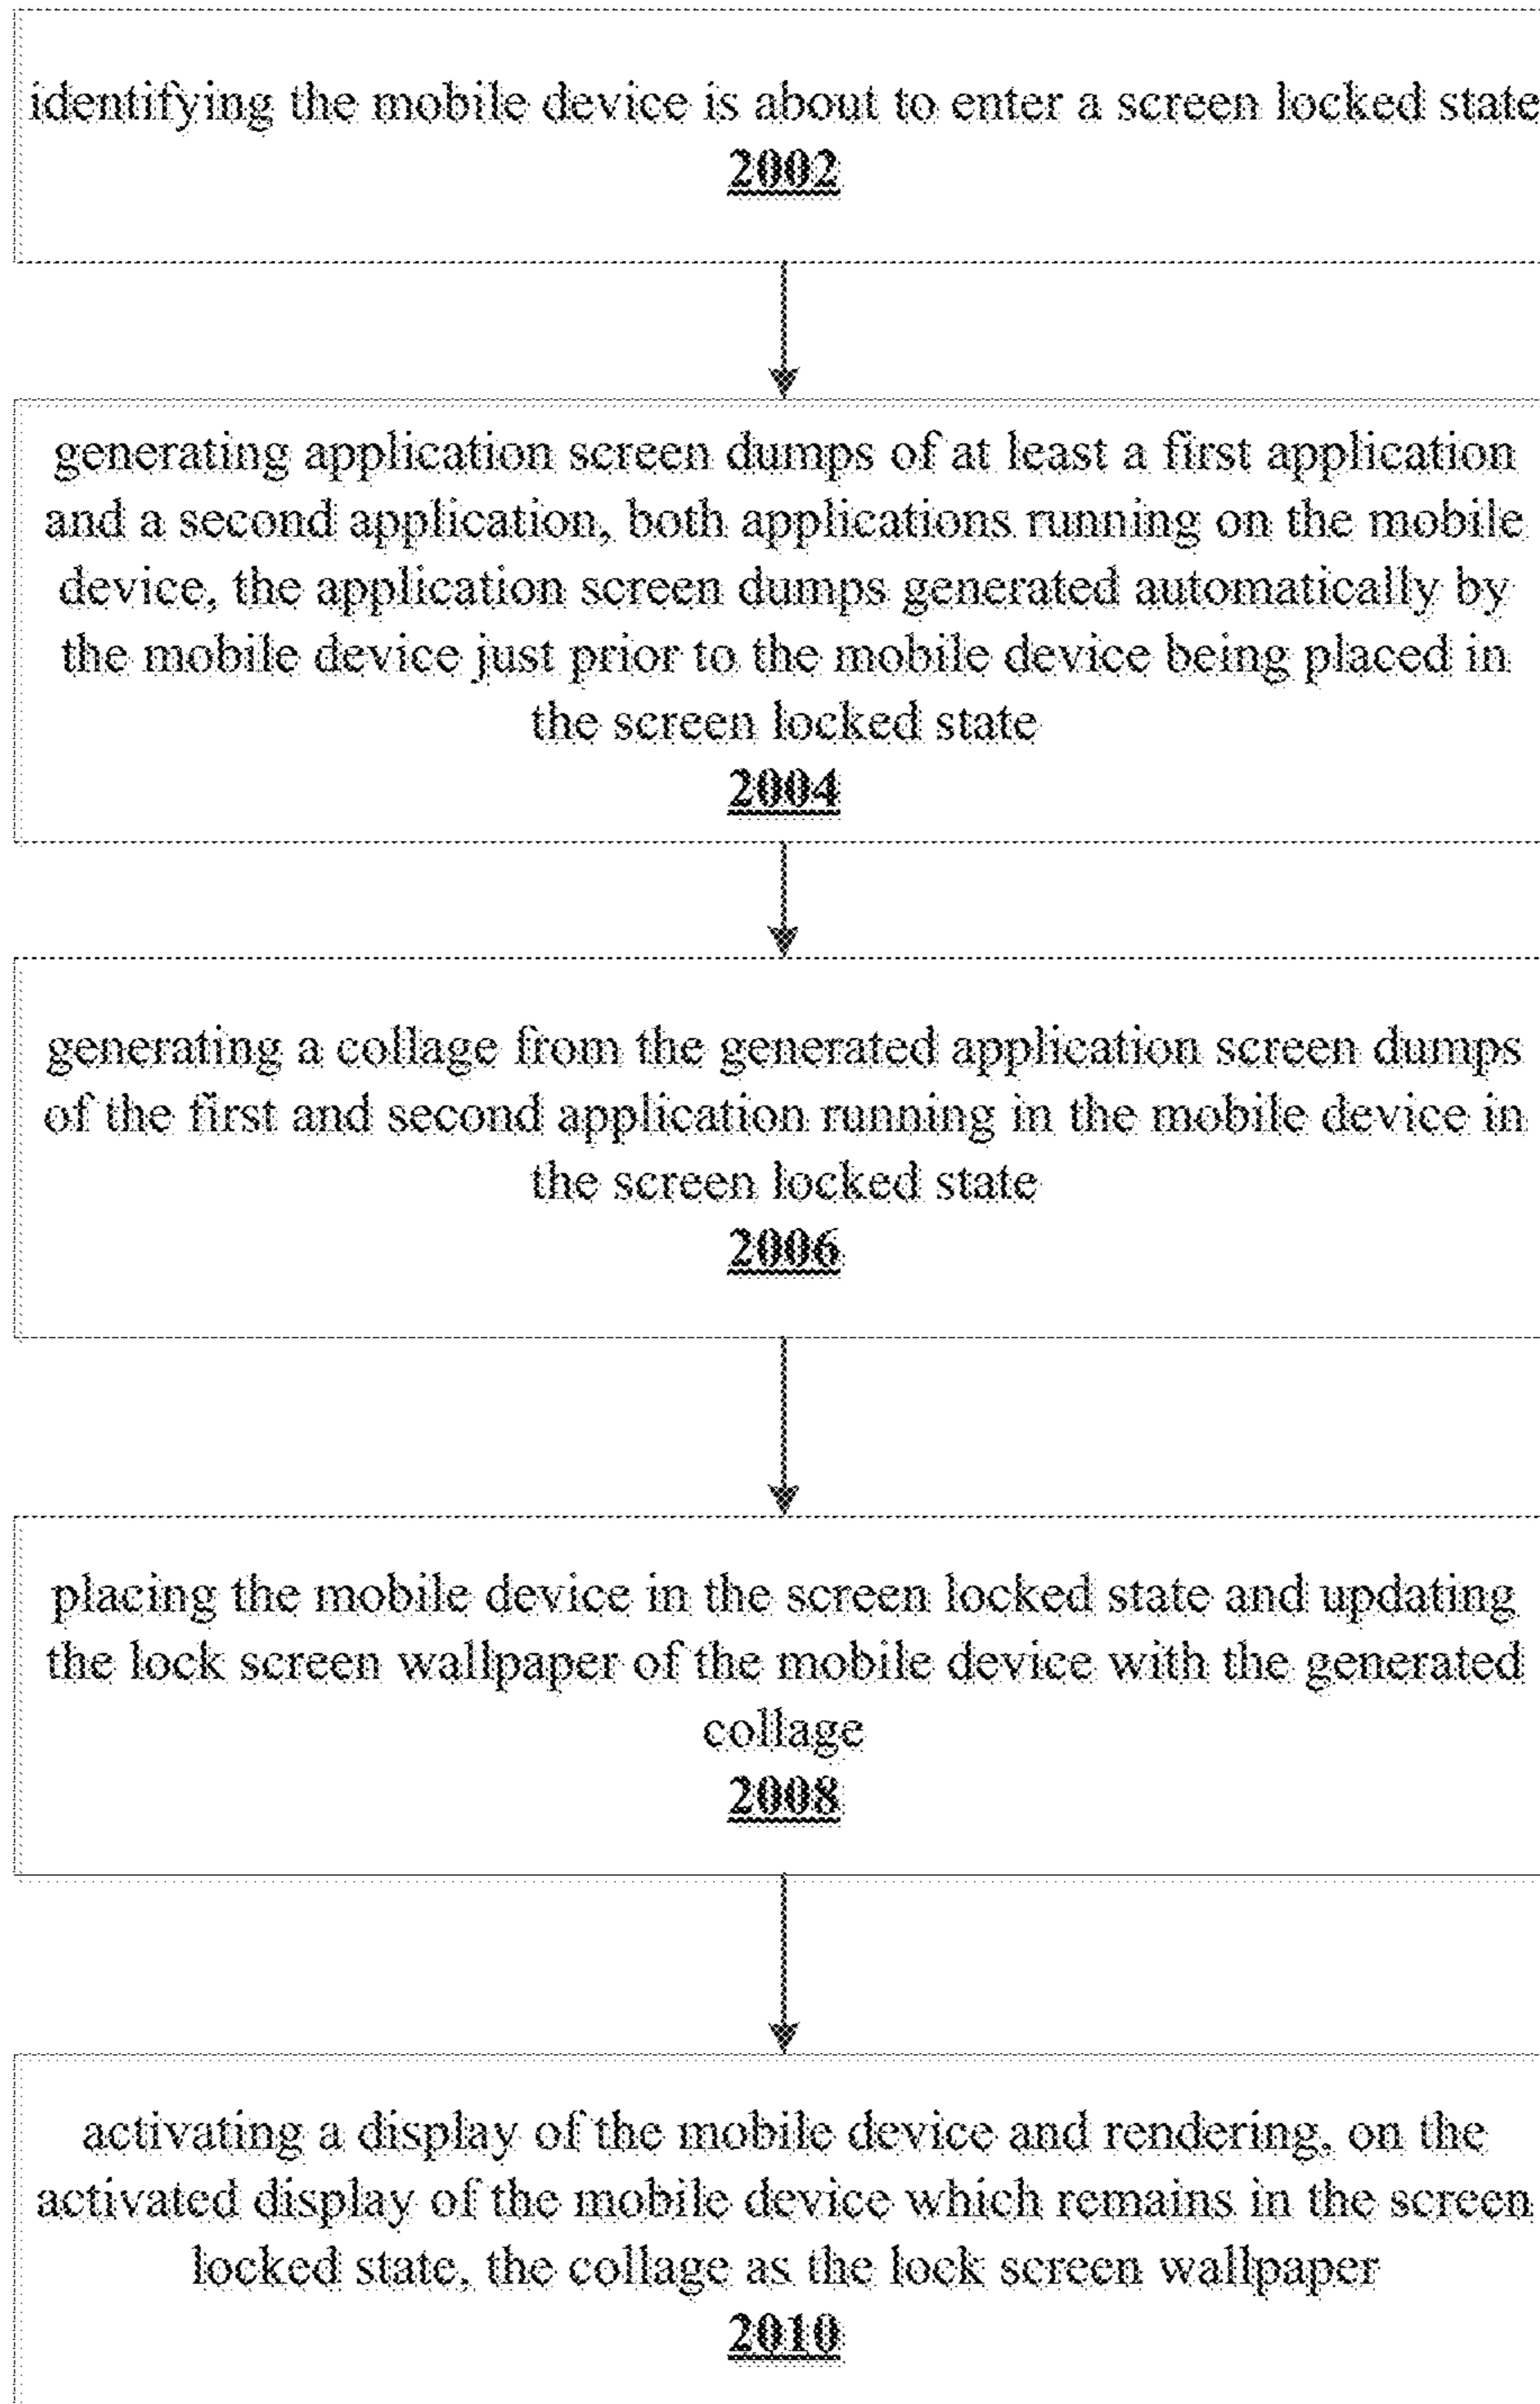 identifying the mobile device is about to enter a screen locked state
2002
generating application screen dumps of at least a first application
and a second application, both applications running on the mobile
device, the application screen dumps generated automatically by
the mobile device just prior to the mobile device being placed in
the screen locked state
2004
generating a collage from the generated application screen dumps
of the first and second application running in the mobile device in
the screen locked state
2006
placing the mobile device in the screen locked state and updating
the lock screen wallpaper of the mobile device with the generated
collage
2008
activating a display of the mobile device and rendering, on the
activated display of the mobile device which remains in the screen
locked state, the collage as the lock screen wallpaper
2010